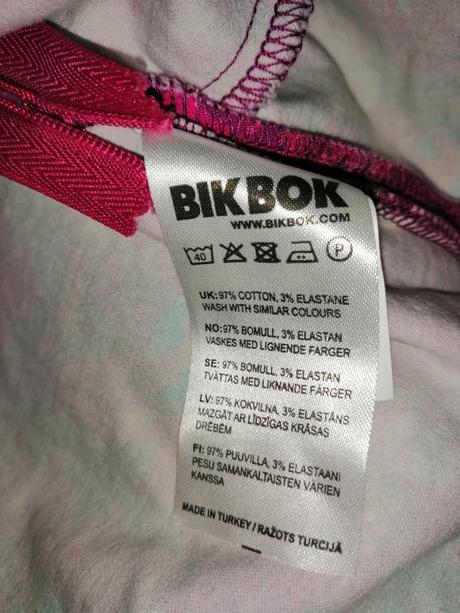 BIKBOK
WWW.BIKBOK.COM
40 P
UK: 97% COTTON, 3% ELASTANE
WASH WITH SIMILAR COLOURS
NO: 97% BOMULL, 3% ELASTAN
VASKES MED LIGNENDE FARGER
SE: 97% BOMULL, 3% ELASTAN
TVÄTTAS MED LIKNANDE FÄRGER
LV: 97% KOKVILNA, 3% ELASTĀNS
MAZGĀT AR LĪDZĪGAS KRĀSAS
DRĒBĒM
FI: 97% PUUVILLA, 3% ELASTAANI
PESU SAMANKALTAISTEN VÄRIEN
KANSSA
MADE IN TURKEY / RAŽOTS TURCIJĀ